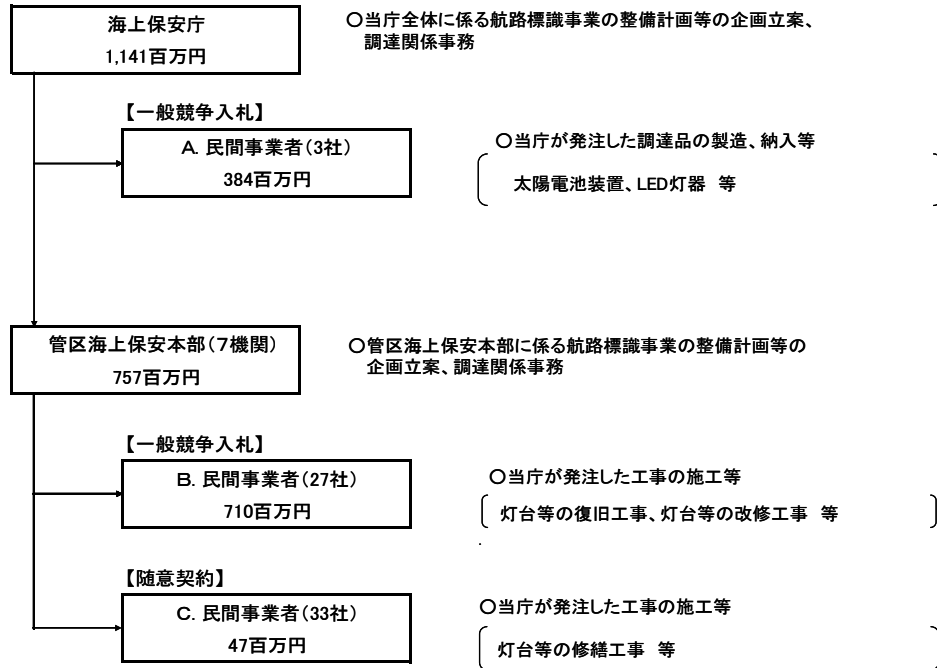 海上保安庁
1,141百万円
○当庁全体に係る航路標識事業の整備計画等の企画立案、
調達関係事務
【一般競争入札】
A. 民間事業者(3社)
384百万円
○当庁が発注した調達品の製造、納入等
太陽電池装置、LED灯器 等
管区海上保安本部(7機関)
757百万円
○管区海上保安本部に係る航路標識事業の整備計画等の
企画立案、調達関係事務
【一般競争入札】
B. 民間事業者(27社)
710百万円
○当庁が発注した工事の施工等
灯台等の復旧工事、灯台等の改修工事 等
【随意契約】
C. 民間事業者(33社)
47百万円
○当庁が発注した工事の施工等
灯台等の修繕工事 等